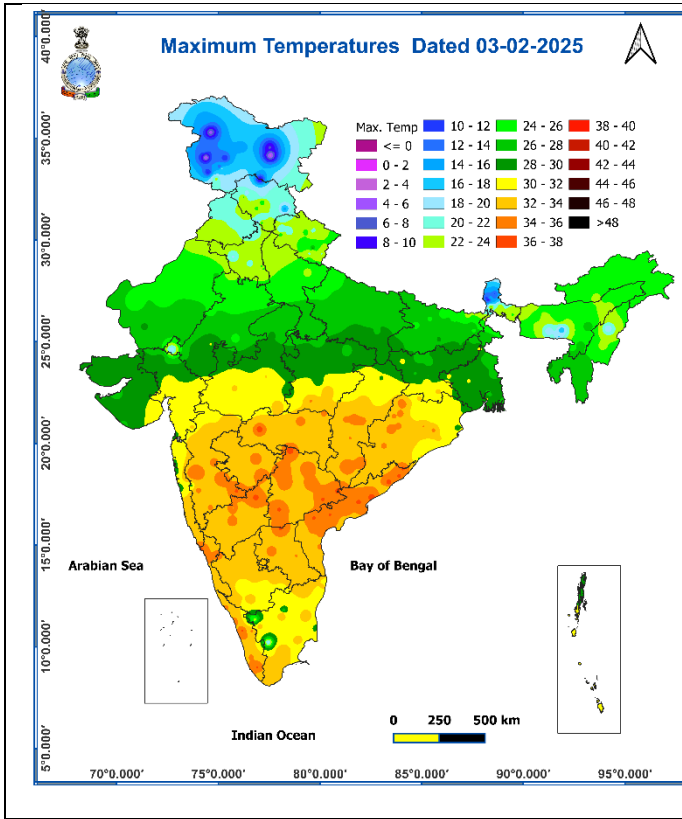 Maximum Temperatures Dated 03-02-2025
Max. Temp
<= 0
0 - 2
2 - 4
4 - 6
6 - 8
8 - 10
10 - 12
12 - 14
14 - 16
16 - 18
18 - 20
20 - 22
22 - 24
24 - 26
26 - 28
28 - 30
30 - 32
32 - 34
34 - 36
36 - 38
38 - 40
40 - 42
42 - 44
44 - 46
46 - 48
>48
40°0.000'
35°0.000'
30°0.000'
25°0.000'
20°0.000'
15°0.000'
10°0.000'
5°0.000'
Arabian Sea
Bay of Bengal
Indian Ocean
0 250 500 km
70°0.000' 75°0.000' 80°0.000' 85°0.000' 90°0.000' 95°0.000'